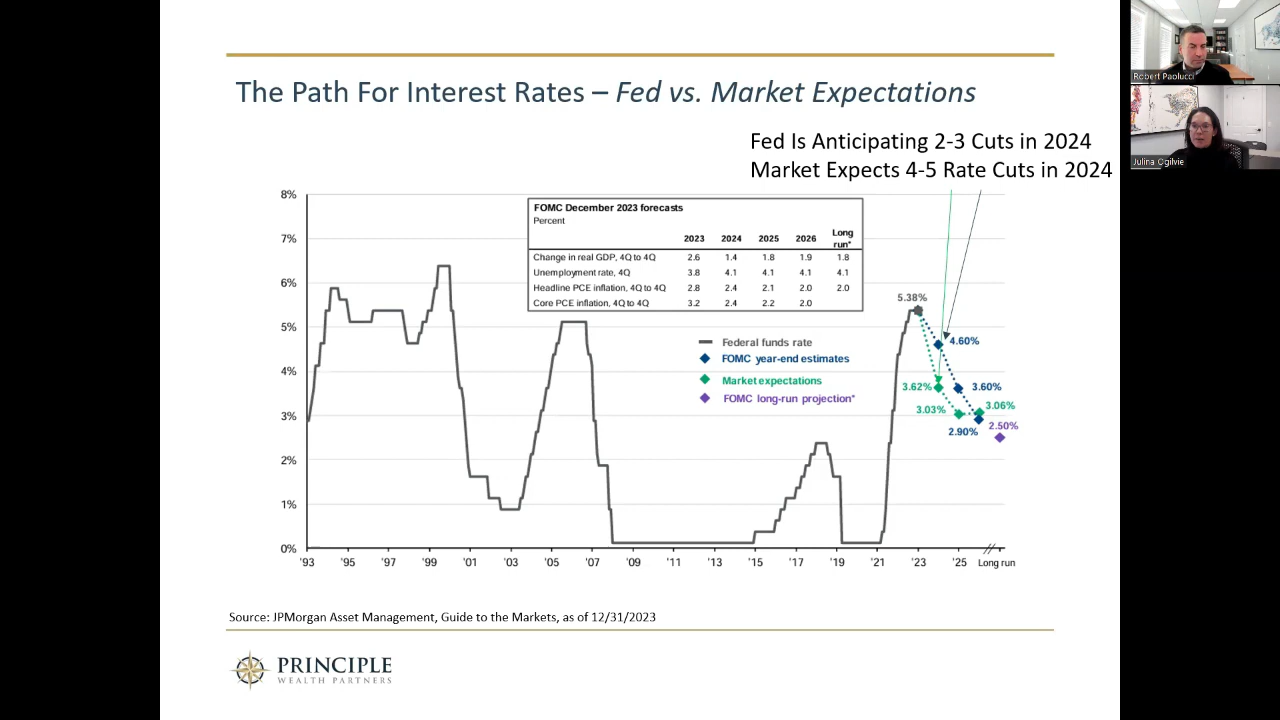 The Path For Interest Rates – Fed vs. Market Expectations
Fed Is Anticipating 2-3 Cuts in 2024
Market Expects 4-5 Rate Cuts in 2024
Robert Paolucci
Julina Ogilvie
8%
7%
6%
5%
4%
3%
2%
1%
0%
FOMC December 2023 forecasts
Percent
2023 2024 2025 2026 Long run*
Change in real GDP, 4Q to 4Q 2.6 1.4 1.8 1.9 1.8
Unemployment rate, 4Q 3.8 4.1 4.1 4.1 4.1
Headline PCE inflation, 4Q to 4Q 2.8 2.4 2.1 2.0 2.0
Core PCE inflation, 4Q to 4Q 3.2 2.4 2.2 2.0
Federal funds rate
FOMC year-end estimates
Market expectations
FOMC long-run projection*
5.38%
4.60%
3.62%
3.60%
3.03%
3.06%
2.90%
2.50%
'93 '95 '97 '99 '01 '03 '05 '07 '09 '11 '13 '15 '17 '19 '21 '23 '25 Long run
Source: JPMorgan Asset Management, Guide to the Markets, as of 12/31/2023
PRINCIPLE
WEALTH PARTNERS